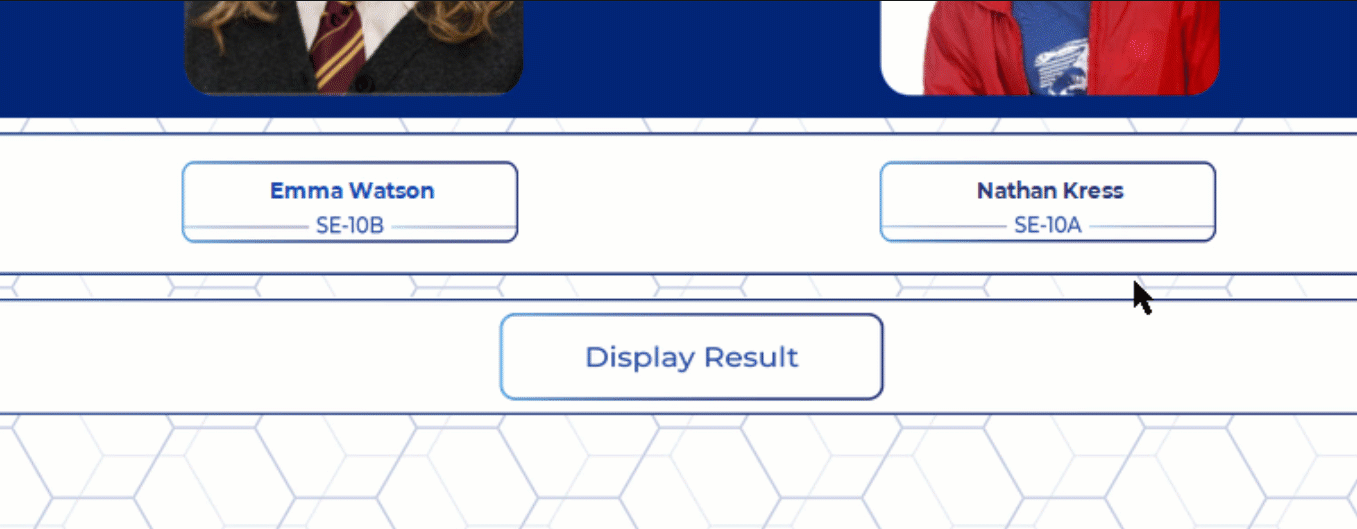 Emma Watson
SE-10B
Nathan Kress
SE-10A
Display Result